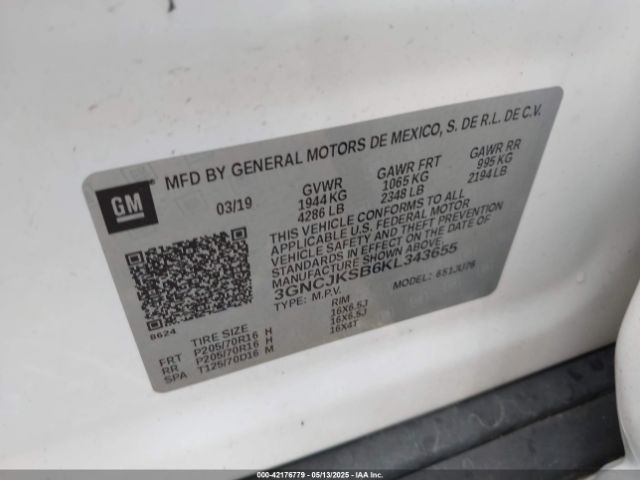 GM
MFD BY GENERAL MOTORS DE MEXICO, S. DE R.L. DE C.V.
03/19 GVWR GAWR FRT GAWR RR
1944 KG 1065 KG 995 KG
4286 LB 2348 LB 2194 LB
THIS VEHICLE CONFORMS TO ALL
APPLICABLE U.S. FEDERAL MOTOR
VEHICLE SAFETY AND THEFT PREVENTION
STANDARDS IN EFFECT ON THE DATE OF
MANUFACTURE SHOWN ABOVE.
3GNCJKSB6KL343655
TYPE: M.P.V. MODEL: 6S1JU76
8624
TIRE SIZE RIM
FRT P205/70R16 H 16X6.5J
RR P205/70R16 H 16X6.5J
SPA T125/70D16 M 16X4T
000-42176779 - 05/13/2025 - IAAI.COM